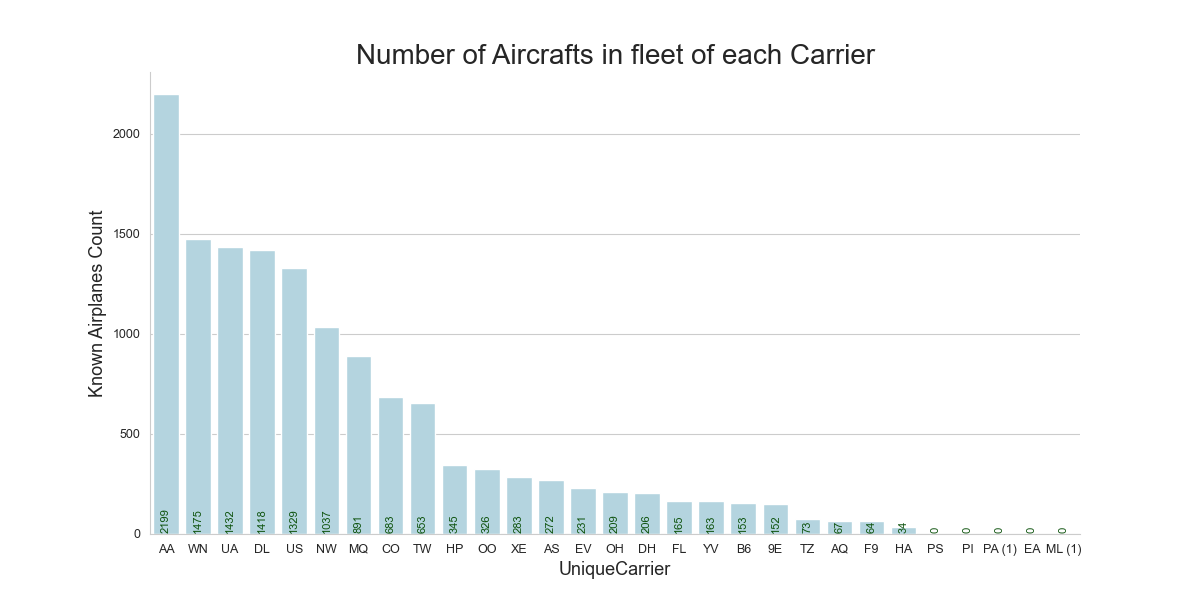 Number of Aircrafts in fleet of each Carrier
Known Airplanes Count
2000
1500
1000
500
0
2199 1475 1432 1418 1329 1037 891 683 653 345 326 283 272 231 209 206 165 163 153 152 73 67 64 34 0 0 0 0 0
AA WN UA DL US NW MQ CO TW HP OO XE AS EV OH DH FL YV B6 9E TZ AQ F9 HA PS PI PA (1) EA ML (1)
UniqueCarrier